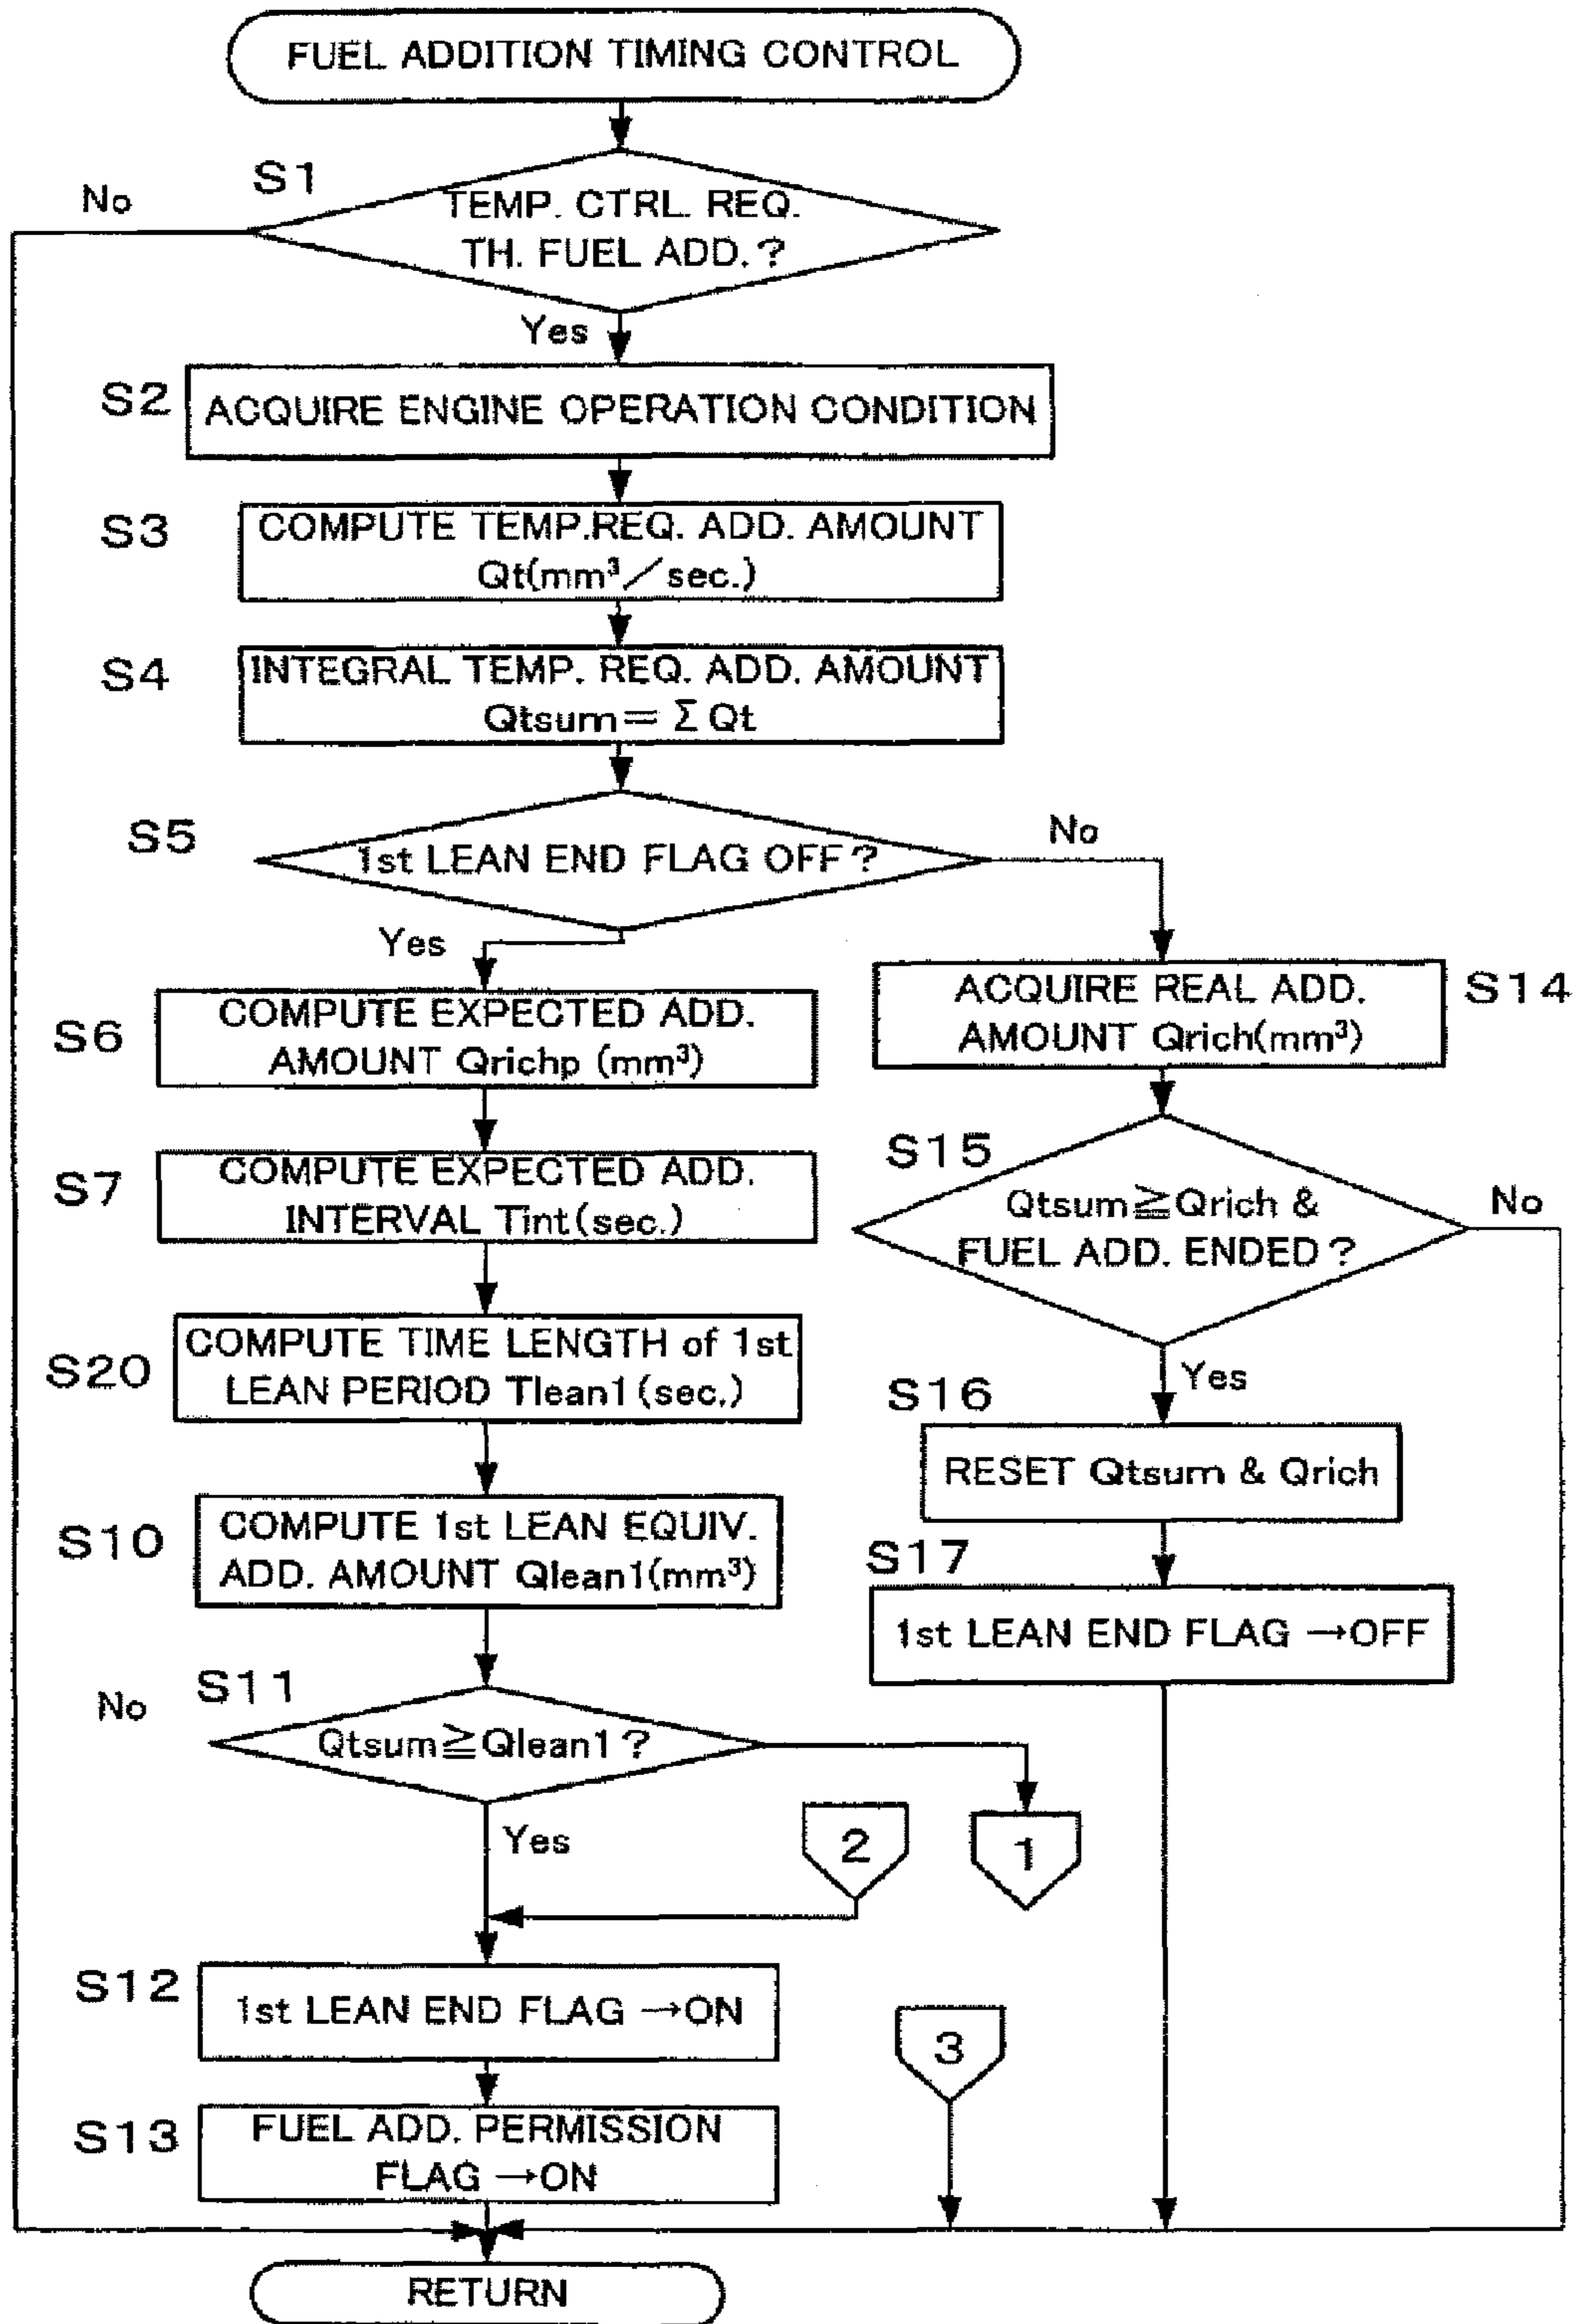 FUEL ADDITION TIMING CONTROL
S1
No
TEMP. CTRL. REQ.
TH. FUEL ADD.?
Yes
S2
ACQUIRE ENGINE OPERATION CONDITION
S3
COMPUTE TEMP.REQ. ADD. AMOUNT
Qt(mm³/sec.)
S4
INTEGRAL TEMP. REQ. ADD. AMOUNT
Qtsum=ΣQt
S5
1st LEAN END FLAG OFF?
No
Yes
S6
COMPUTE EXPECTED ADD.
AMOUNT Qrichp (mm³)
ACQUIRE REAL ADD.
AMOUNT Qrich(mm³)
S14
S7
COMPUTE EXPECTED ADD.
INTERVAL Tint(sec.)
S15
Qtsum≧Qrich &
FUEL ADD. ENDED?
No
Yes
S20
COMPUTE TIME LENGTH of 1st
LEAN PERIOD Tlean1(sec.)
S16
RESET Qtsum & Qrich
S10
COMPUTE 1st LEAN EQUIV.
ADD. AMOUNT Qlean1(mm³)
S17
1st LEAN END FLAG →OFF
S11
No
Qtsum≧Qlean1?
Yes
2
1
S12
1st LEAN END FLAG →ON
3
S13
FUEL ADD. PERMISSION
FLAG →ON
RETURN